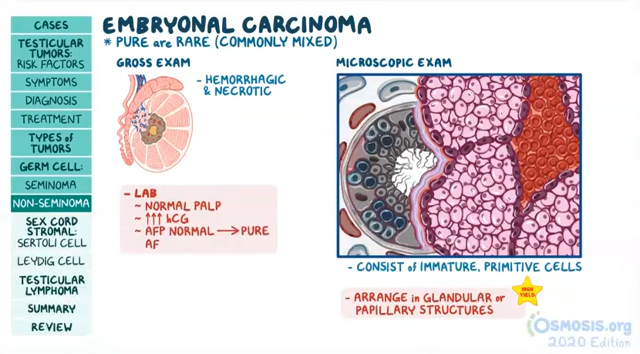 CASES
TESTICULAR
TUMORS:
RISK FACTORS
SYMPTOMS
DIAGNOSIS
TREATMENT
TYPES of
TUMORS
GERM CELL:
SEMINOMA
NON-SEMINOMA
SEX CORD
STROMAL:
SERTOLI CELL
LEYDIG CELL
TESTICULAR
LYMPHOMA
SUMMARY
REVIEW
EMBRYONAL CARCINOMA
* PURE are RARE (COMMONLY MIXED)
GROSS EXAM
- HEMORRHAGIC
& NECROTIC
- LAB
~ NORMAL PALP
~ ↑↑↑ hCG
~ AFP NORMAL → PURE
AF
MICROSCOPIC EXAM
- CONSIST of IMMATURE, PRIMITIVE CELLS
HIGH
YIELD
- ARRANGE in GLANDULAR or
PAPILLARY STRUCTURES
OSMOSIS.org
2020 Edition